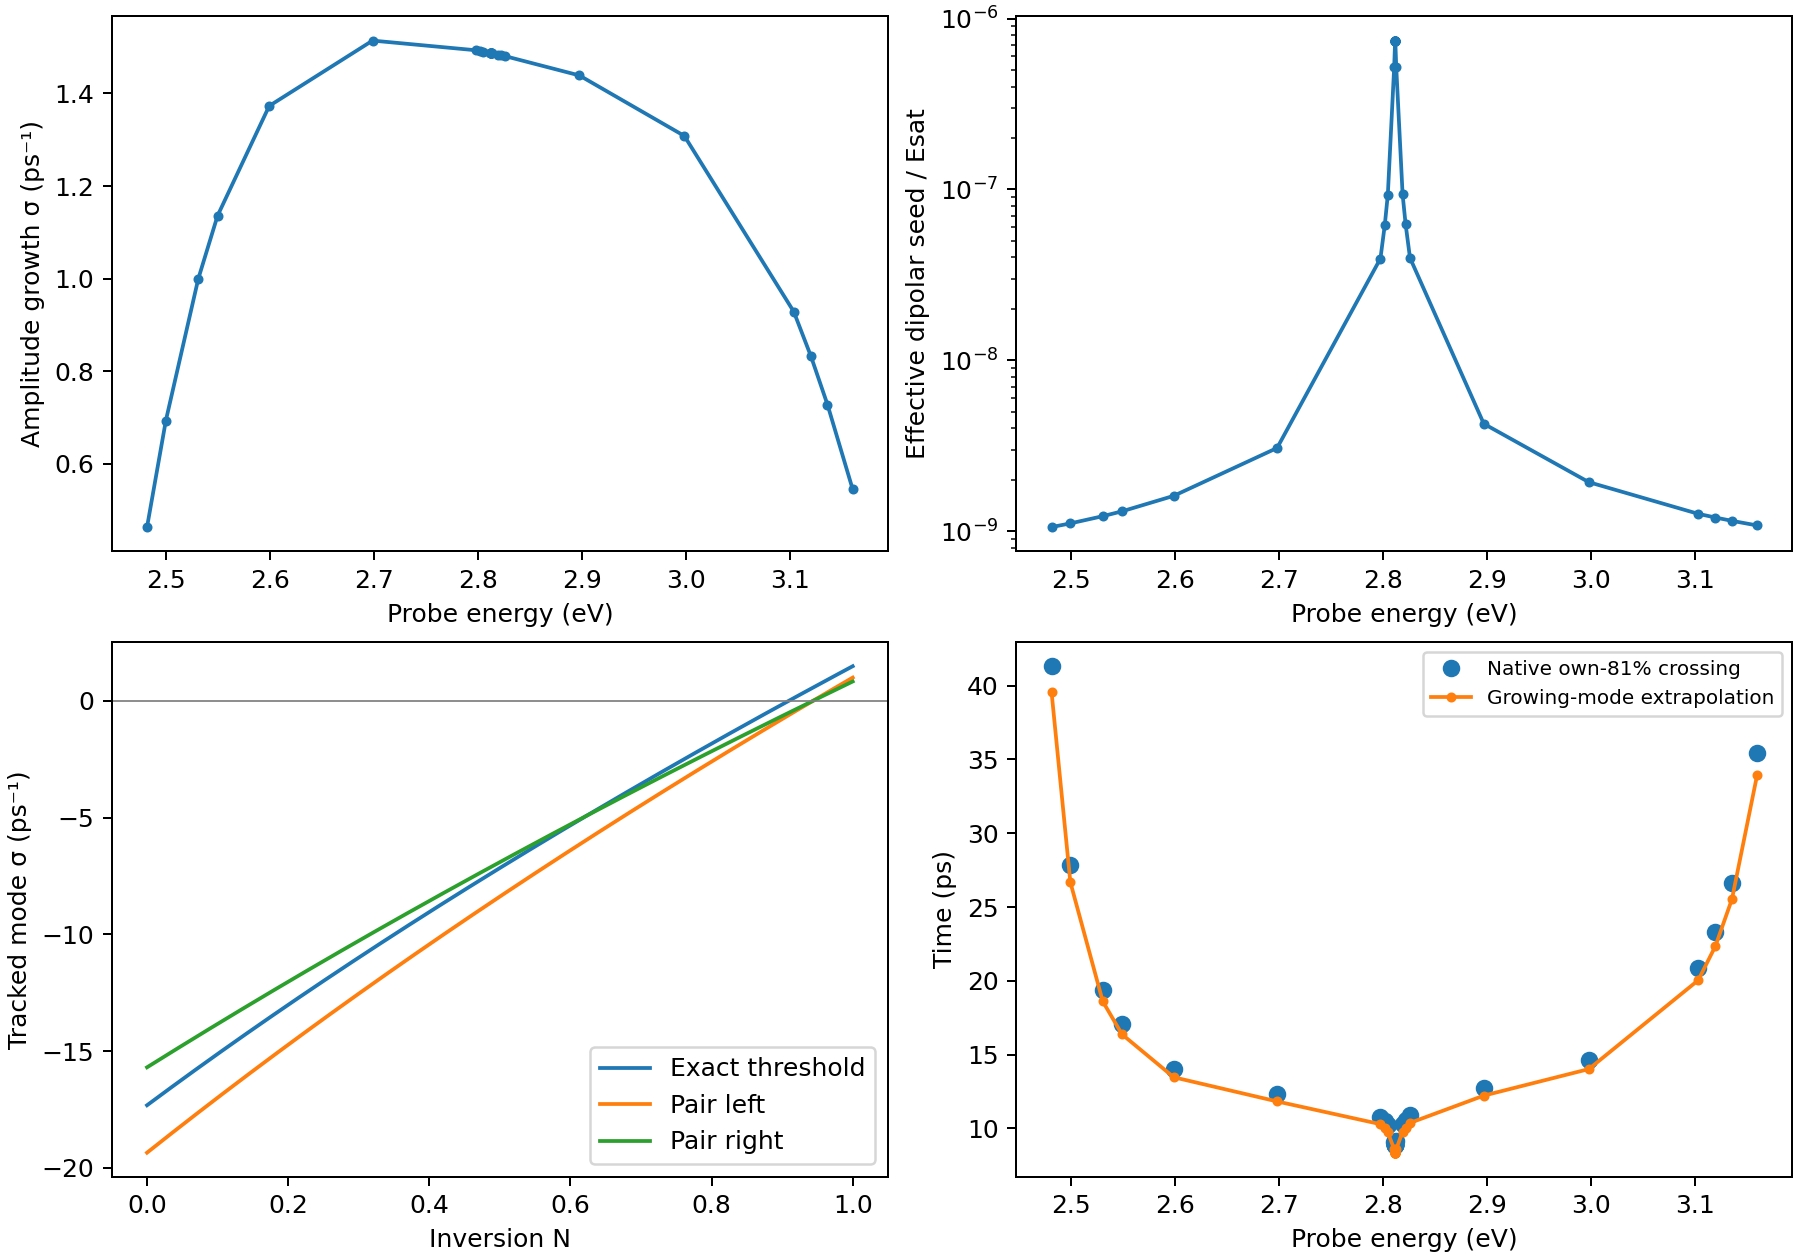 Amplitude growth σ (ps⁻¹)
1.4
1.2
1.0
0.8
0.6
2.5 2.6 2.7 2.8 2.9 3.0 3.1
Probe energy (eV)
Effective dipolar seed / Esat
10⁻⁶
10⁻⁷
10⁻⁸
10⁻⁹
2.5 2.6 2.7 2.8 2.9 3.0 3.1
Probe energy (eV)
Tracked mode σ (ps⁻¹)
0
−5
−10
−15
−20
Exact threshold
Pair left
Pair right
0.0 0.2 0.4 0.6 0.8 1.0
Inversion N
Time (ps)
40
35
30
25
20
15
10
Native own-81% crossing
Growing-mode extrapolation
2.5 2.6 2.7 2.8 2.9 3.0 3.1
Probe energy (eV)